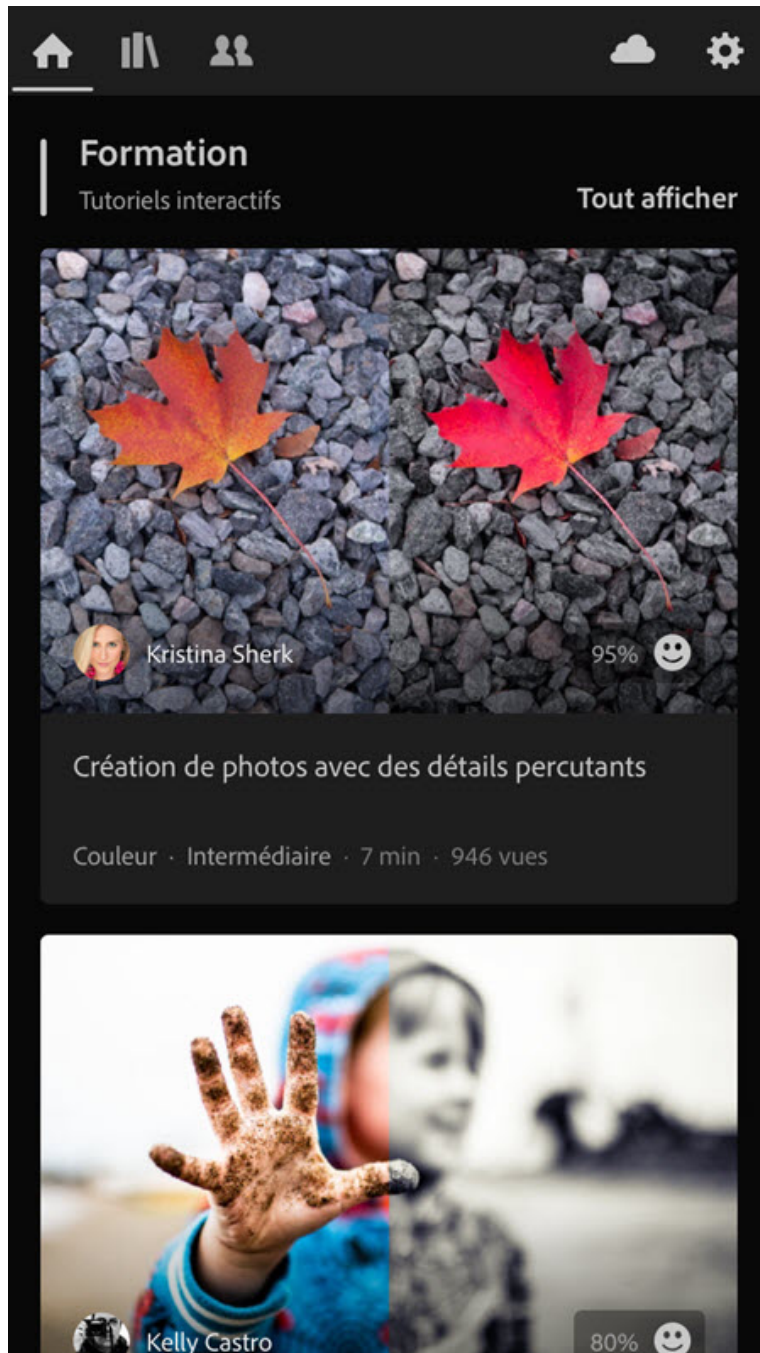 Formation
Tutoriels interactifs
Tout afficher
Kristina Sherk
95%
Création de photos avec des détails percutants
Couleur · Intermédiaire · 7 min · 946 vues
Kelly Castro
80%